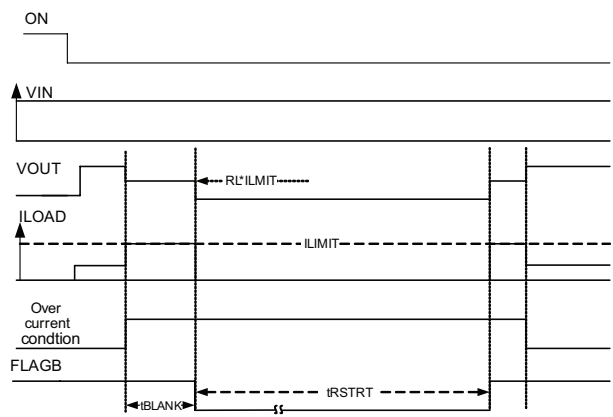 ON
VIN
VOUT
RL*ILMIT
ILOAD
ILIMIT
Over
current
condtion
FLAGB
tRSTRT
tBLANK